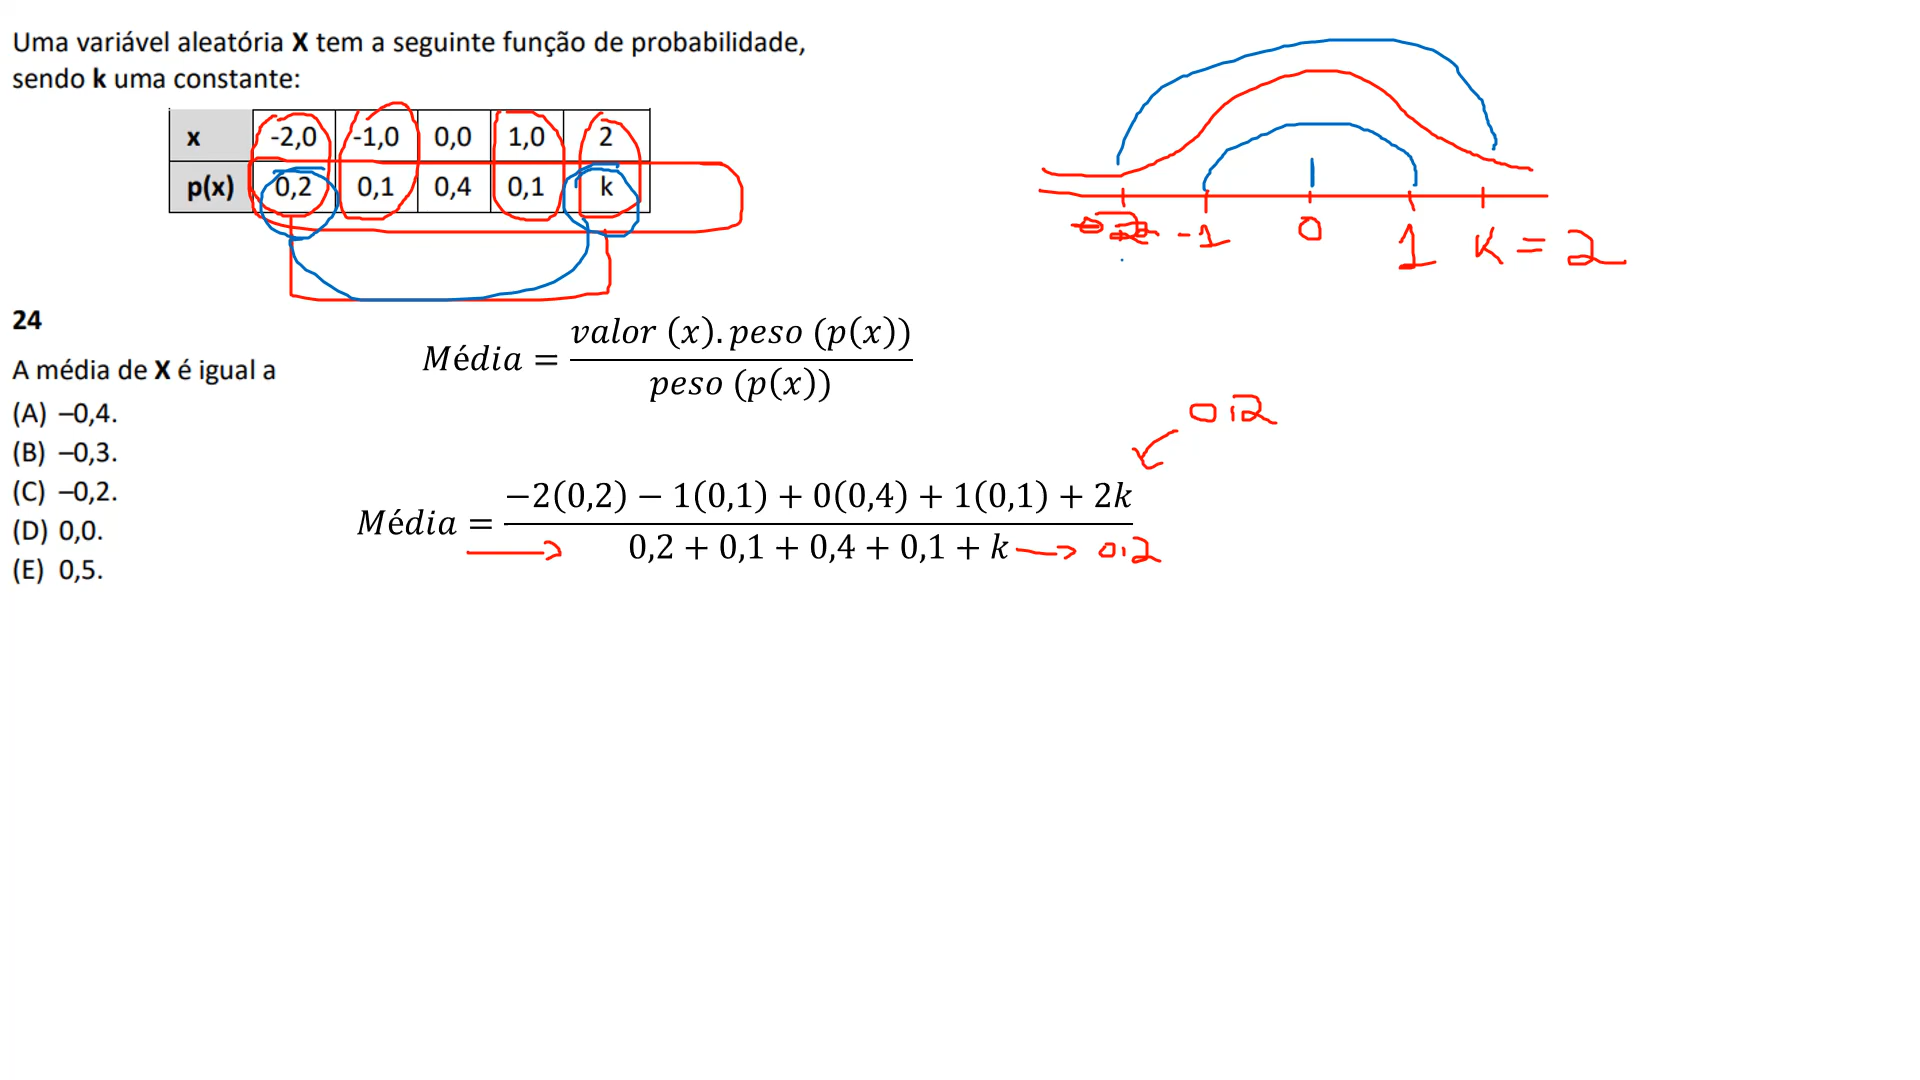 Uma variável aleatória X tem a seguinte função de probabilidade,
sendo k uma constante:
x -2,0 -1,0 0,0 1,0 2
p(x) 0,2 0,1 0,4 0,1 k
-1 0 1 k = 2
24
A média de X é igual a
(A) –0,4.
(B) –0,3.
(C) –0,2.
(D) 0,0.
(E) 0,5.
Média = valor (x). peso (p(x)) / peso (p(x))
0,2
Média = −2(0,2) − 1(0,1) + 0(0,4) + 1(0,1) + 2k / 0,2 + 0,1 + 0,4 + 0,1 + k → 0,2